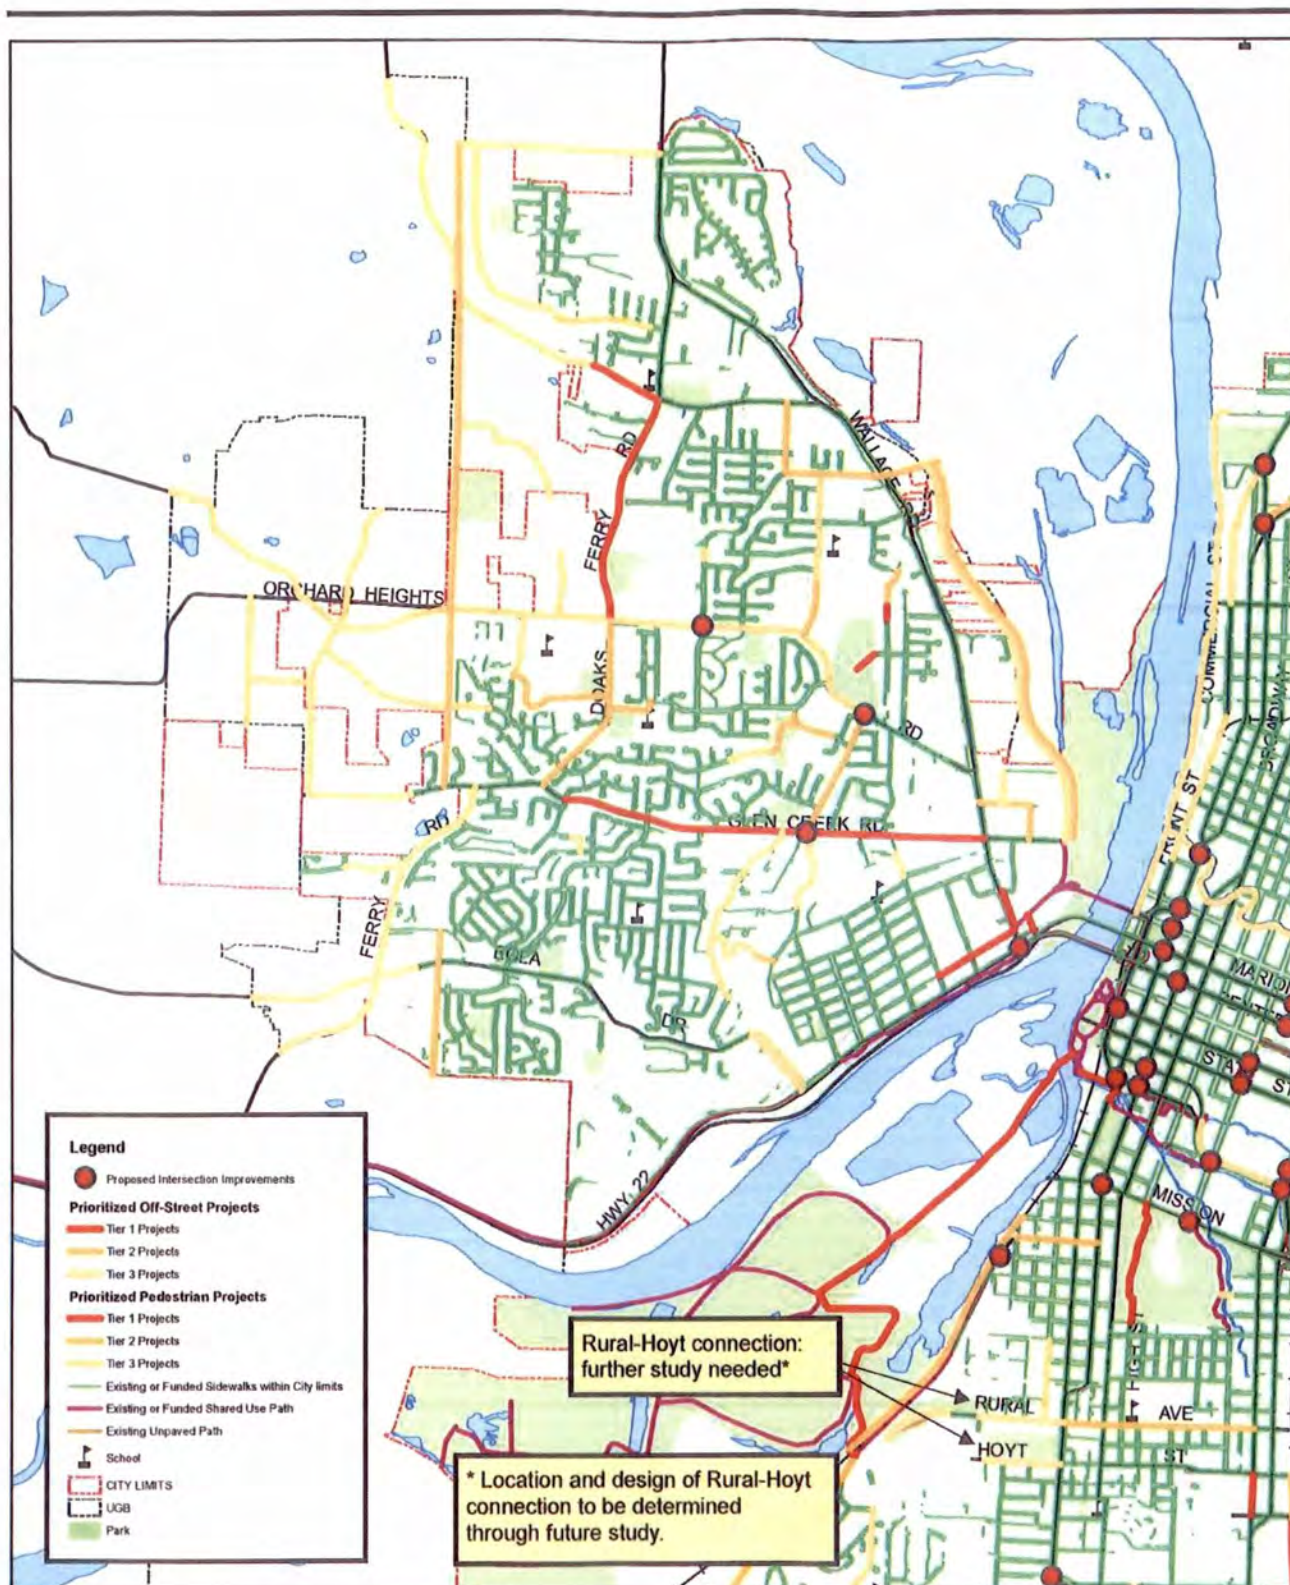 WALLACE RD
RD
FERRY
ORCHARD HEIGHTS
DOAKS
RD
COMMERCIAL ST
BROADWAY
FRONT ST
RD
GLEN CREEK RD
FERRY
EOLA
DR
MARION
CENTER
STATE ST
HWY 22
MISSION
HIGH ST
Legend
Proposed Intersection Improvements
Prioritized Off-Street Projects
Tier 1 Projects
Tier 2 Projects
Tier 3 Projects
Prioritized Pedestrian Projects
Tier 1 Projects
Tier 2 Projects
Tier 3 Projects
Existing or Funded Sidewalks within City limits
Existing or Funded Shared Use Path
Existing Unpaved Path
School
CITY LIMITS
UGB
Park
Rural-Hoyt connection:
further study needed*
RURAL AVE
HOYT ST
* Location and design of Rural-Hoyt
connection to be determined
through future study.